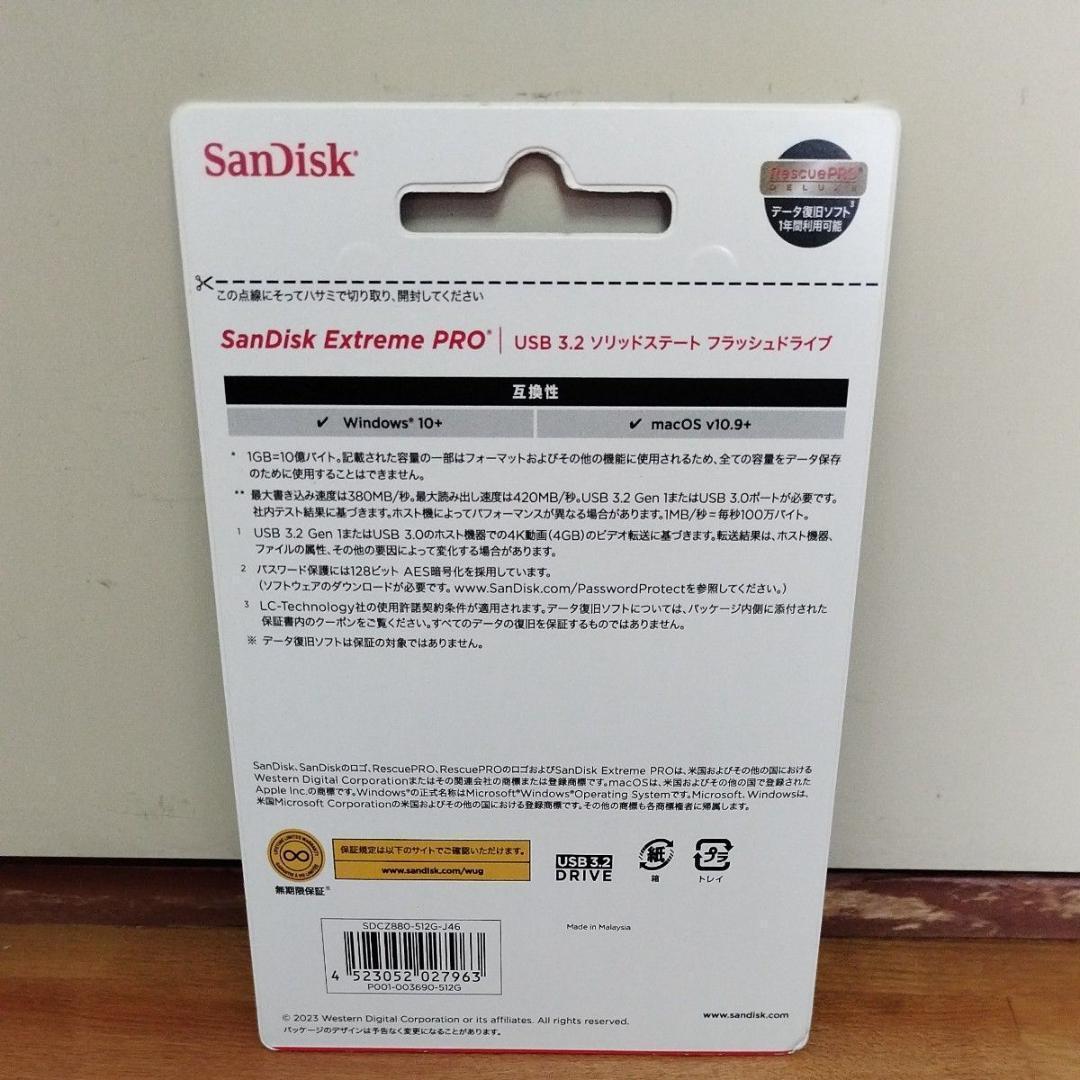 SanDisk®
RescuePRO®
DELUXE
データ復旧ソフト³
1年間利用可能
この点線にそってハサミで切り取り、開封してください
SanDisk Extreme PRO® | USB 3.2 ソリッドステート フラッシュドライブ
互換性
✔ Windows® 10+
✔ macOS v10.9+
* 1GB=10億バイト。記載された容量の一部はフォーマットおよびその他の機能に使用されるため、全ての容量をデータ保存
のために使用することはできません。
** 最大書き込み速度は380MB/秒。最大読み出し速度は420MB/秒。USB 3.2 Gen 1またはUSB 3.0ポートが必要です。
社内テスト結果に基づきます。ホスト機によってパフォーマンスが異なる場合があります。1MB/秒=毎秒100万バイト。
1 USB 3.2 Gen 1またはUSB 3.0のホスト機器での4K動画(4GB)のビデオ転送に基づきます。転送結果は、ホスト機器、
ファイルの属性、その他の要因によって変化する場合があります。
2 パスワード保護には128ビット AES暗号化を採用しています。
(ソフトウェアのダウンロードが必要です。www.SanDisk.com/PasswordProtectを参照してください。)
3 LC-Technology社の使用許諾契約条件が適用されます。データ復旧ソフトについては、パッケージ内側に添付された
保証書内のクーポンをご覧ください。すべてのデータの復旧を保証するものではありません。
※ データ復旧ソフトは保証の対象ではありません。
SanDisk、SanDiskのロゴ、RescuePRO、RescuePROのロゴおよびSanDisk Extreme PROは、米国およびその他の国における
Western Digital Corporationまたはその関連会社の商標または登録商標です。macOSは、米国およびその他の国で登録された
Apple Inc.の商標です。Windows®の正式名称はMicrosoft®Windows®Operating Systemです。Microsoft、Windowsは、
米国Microsoft Corporationの米国およびその他の国における登録商標です。その他の商標も各商標権者に帰属します。
LIFETIME LIMITED WARRANTY
無期限保証※
保証規定は以下のサイトでご確認いただけます。
www.sandisk.com/wug
USB 3.2
DRIVE
紙
箱
プラ
トレイ
SDCZ880-512G-J46
4 523052 027963
P001-003690-512G
Made in Malaysia
© 2023 Western Digital Corporation or its affiliates. All rights reserved.
パッケージのデザインは予告なく変更になることがあります。
www.sandisk.com